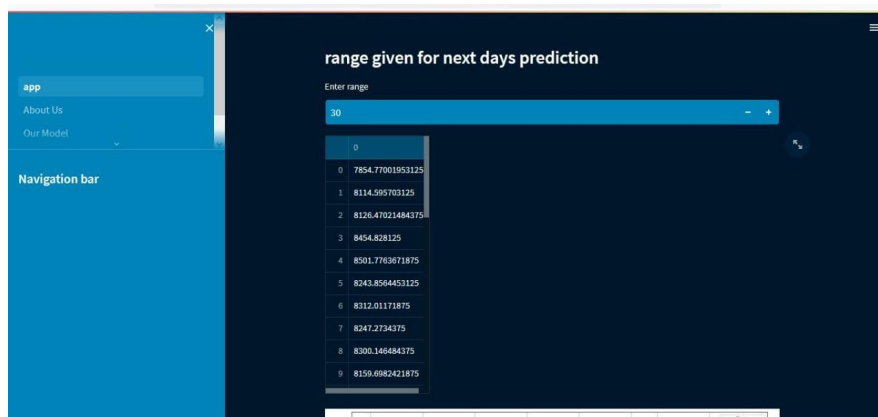 app
About Us
Our Model
Navigation bar
range given for next days prediction
Enter range
30
0
0 7854.77001953125
1 8114.595703125
2 8126.47021484375
3 8454.828125
4 8501.7763671875
5 8243.8564453125
6 8312.01171875
7 8247.2734375
8 8300.146484375
9 8159.6982421875